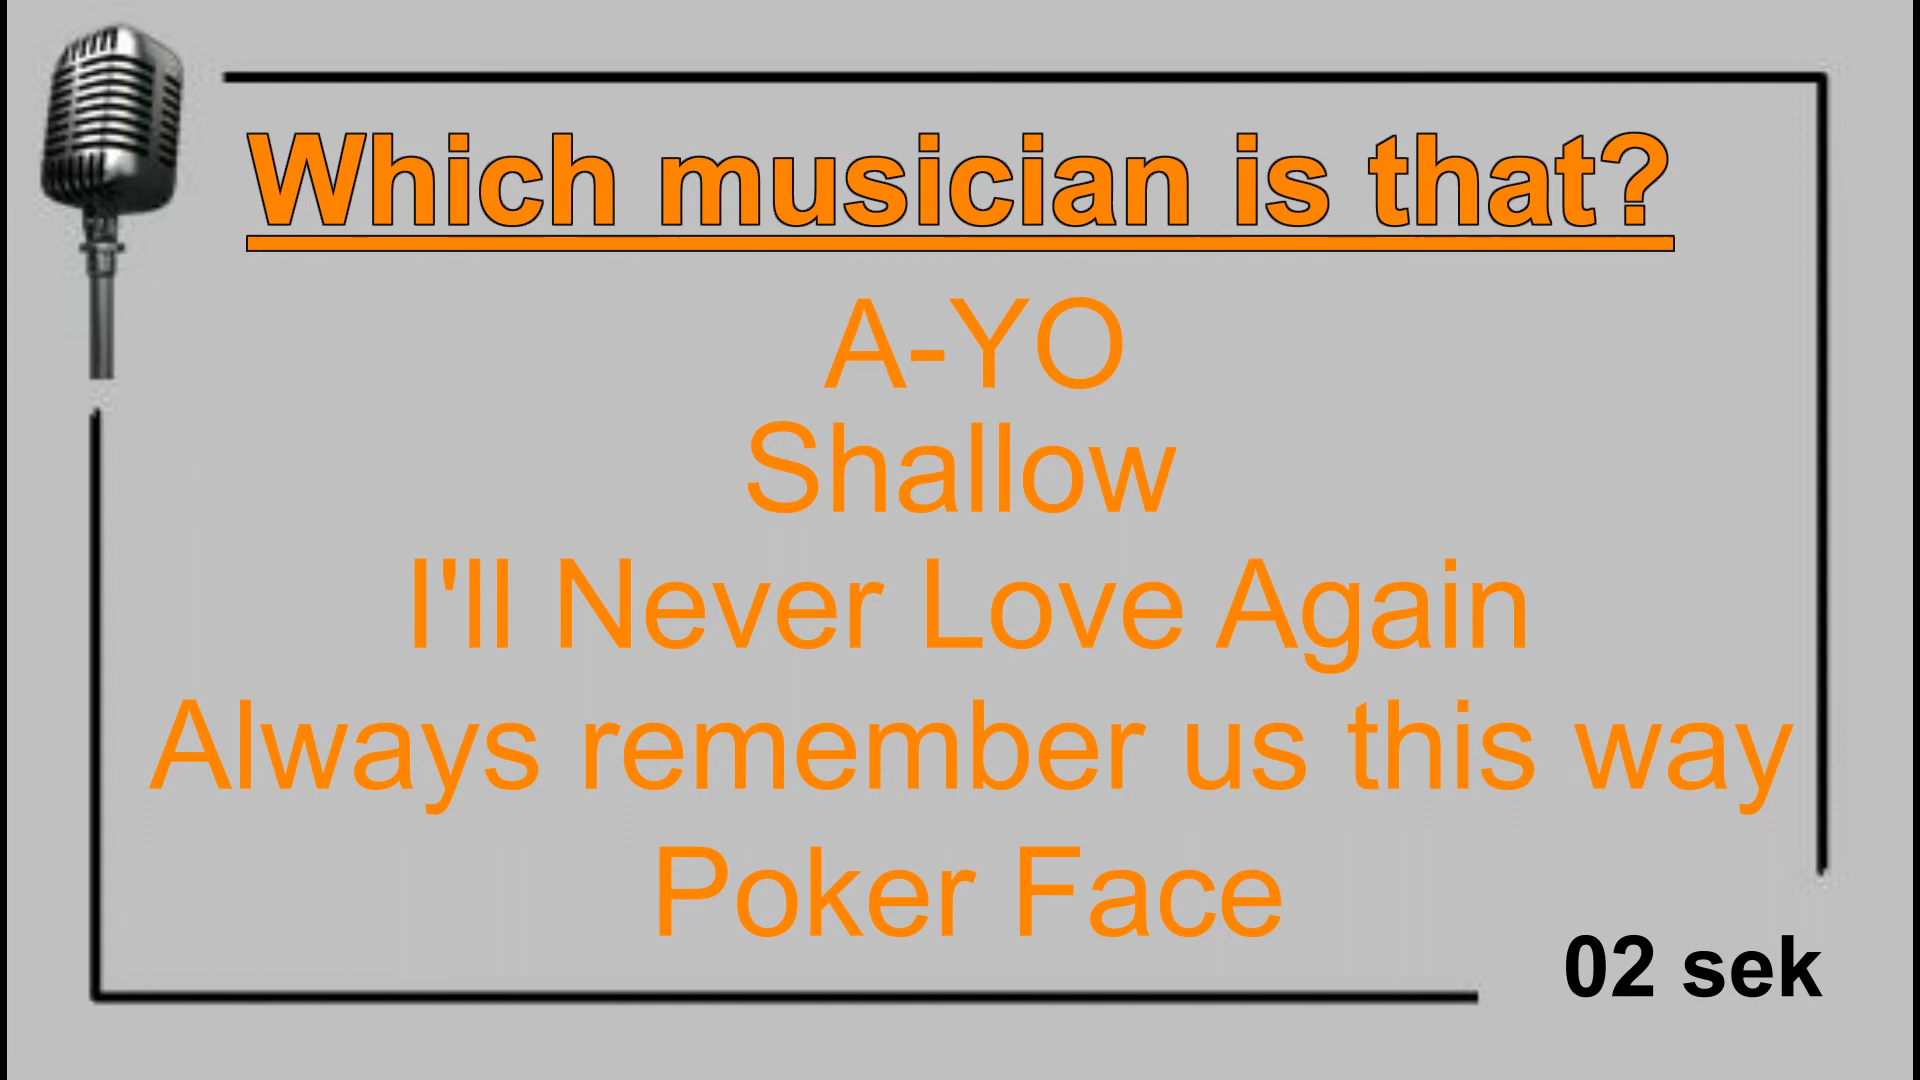 Which musician is that?
A-YO
Shallow
I'll Never Love Again
Always remember us this way
Poker Face
02 sek